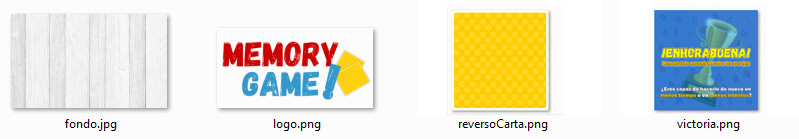 MEMORY
GAME!
¡ENHORABUENA!
¿Eres capaz de hacerlo de nuevo en
menos tiempo o en menos intentos?
fondo.jpg
logo.png
reversoCarta.png
victoria.png